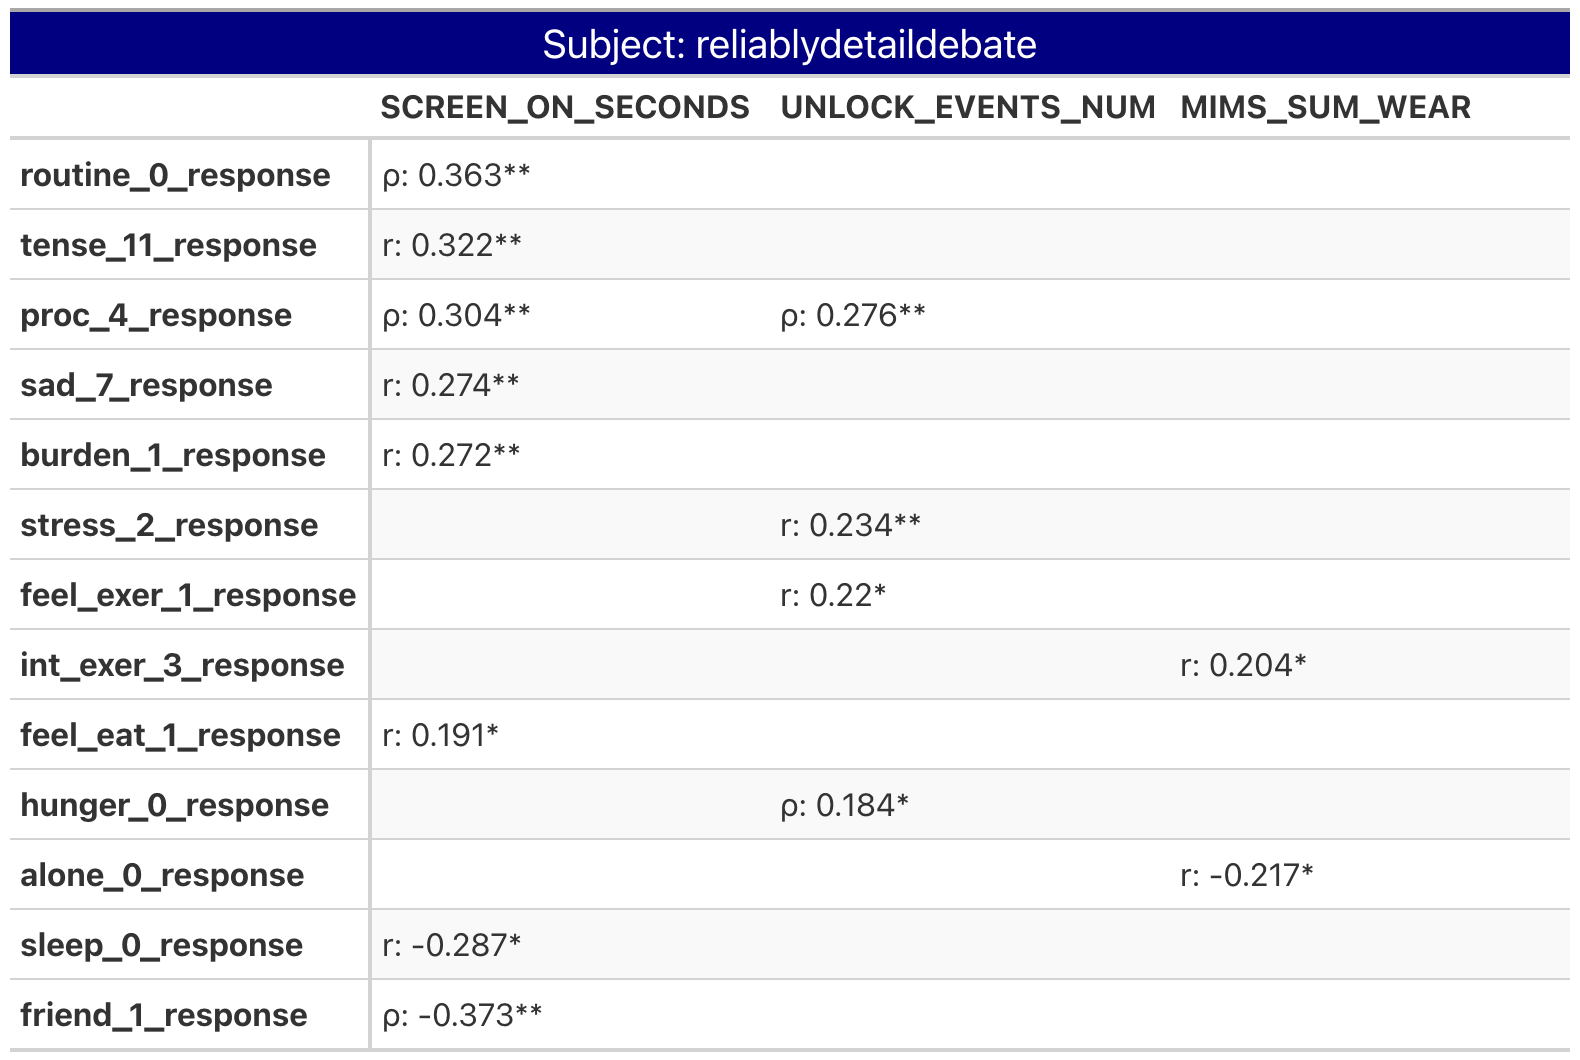 Subject: reliablydetaildebate
SCREEN_ON_SECONDS UNLOCK_EVENTS_NUM MIMS_SUM_WEAR
routine_0_response ρ: 0.363**
tense_11_response r: 0.322**
proc_4_response ρ: 0.304** ρ: 0.276**
sad_7_response r: 0.274**
burden_1_response r: 0.272**
stress_2_response r: 0.234**
feel_exer_1_response r: 0.22*
int_exer_3_response r: 0.204*
feel_eat_1_response r: 0.191*
hunger_0_response ρ: 0.184*
alone_0_response r: -0.217*
sleep_0_response r: -0.287*
friend_1_response ρ: -0.373**